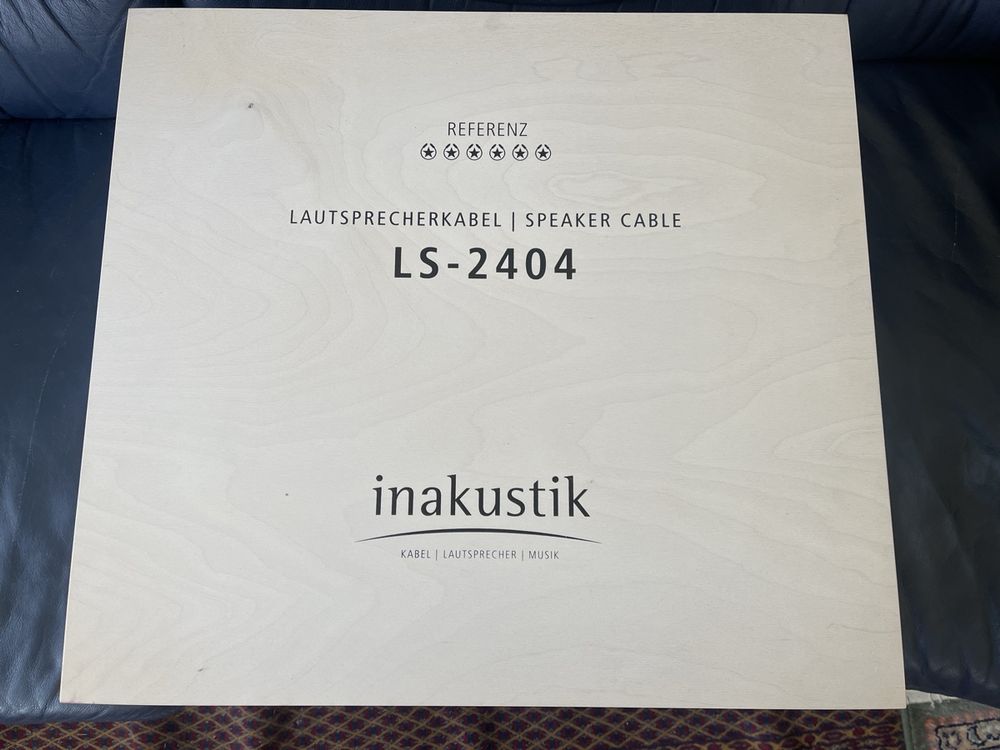 REFERENZ
LAUTSPRECHERKABEL | SPEAKER CABLE
LS-2404
inakustik
KABEL | LAUTSPRECHER | MUSIK